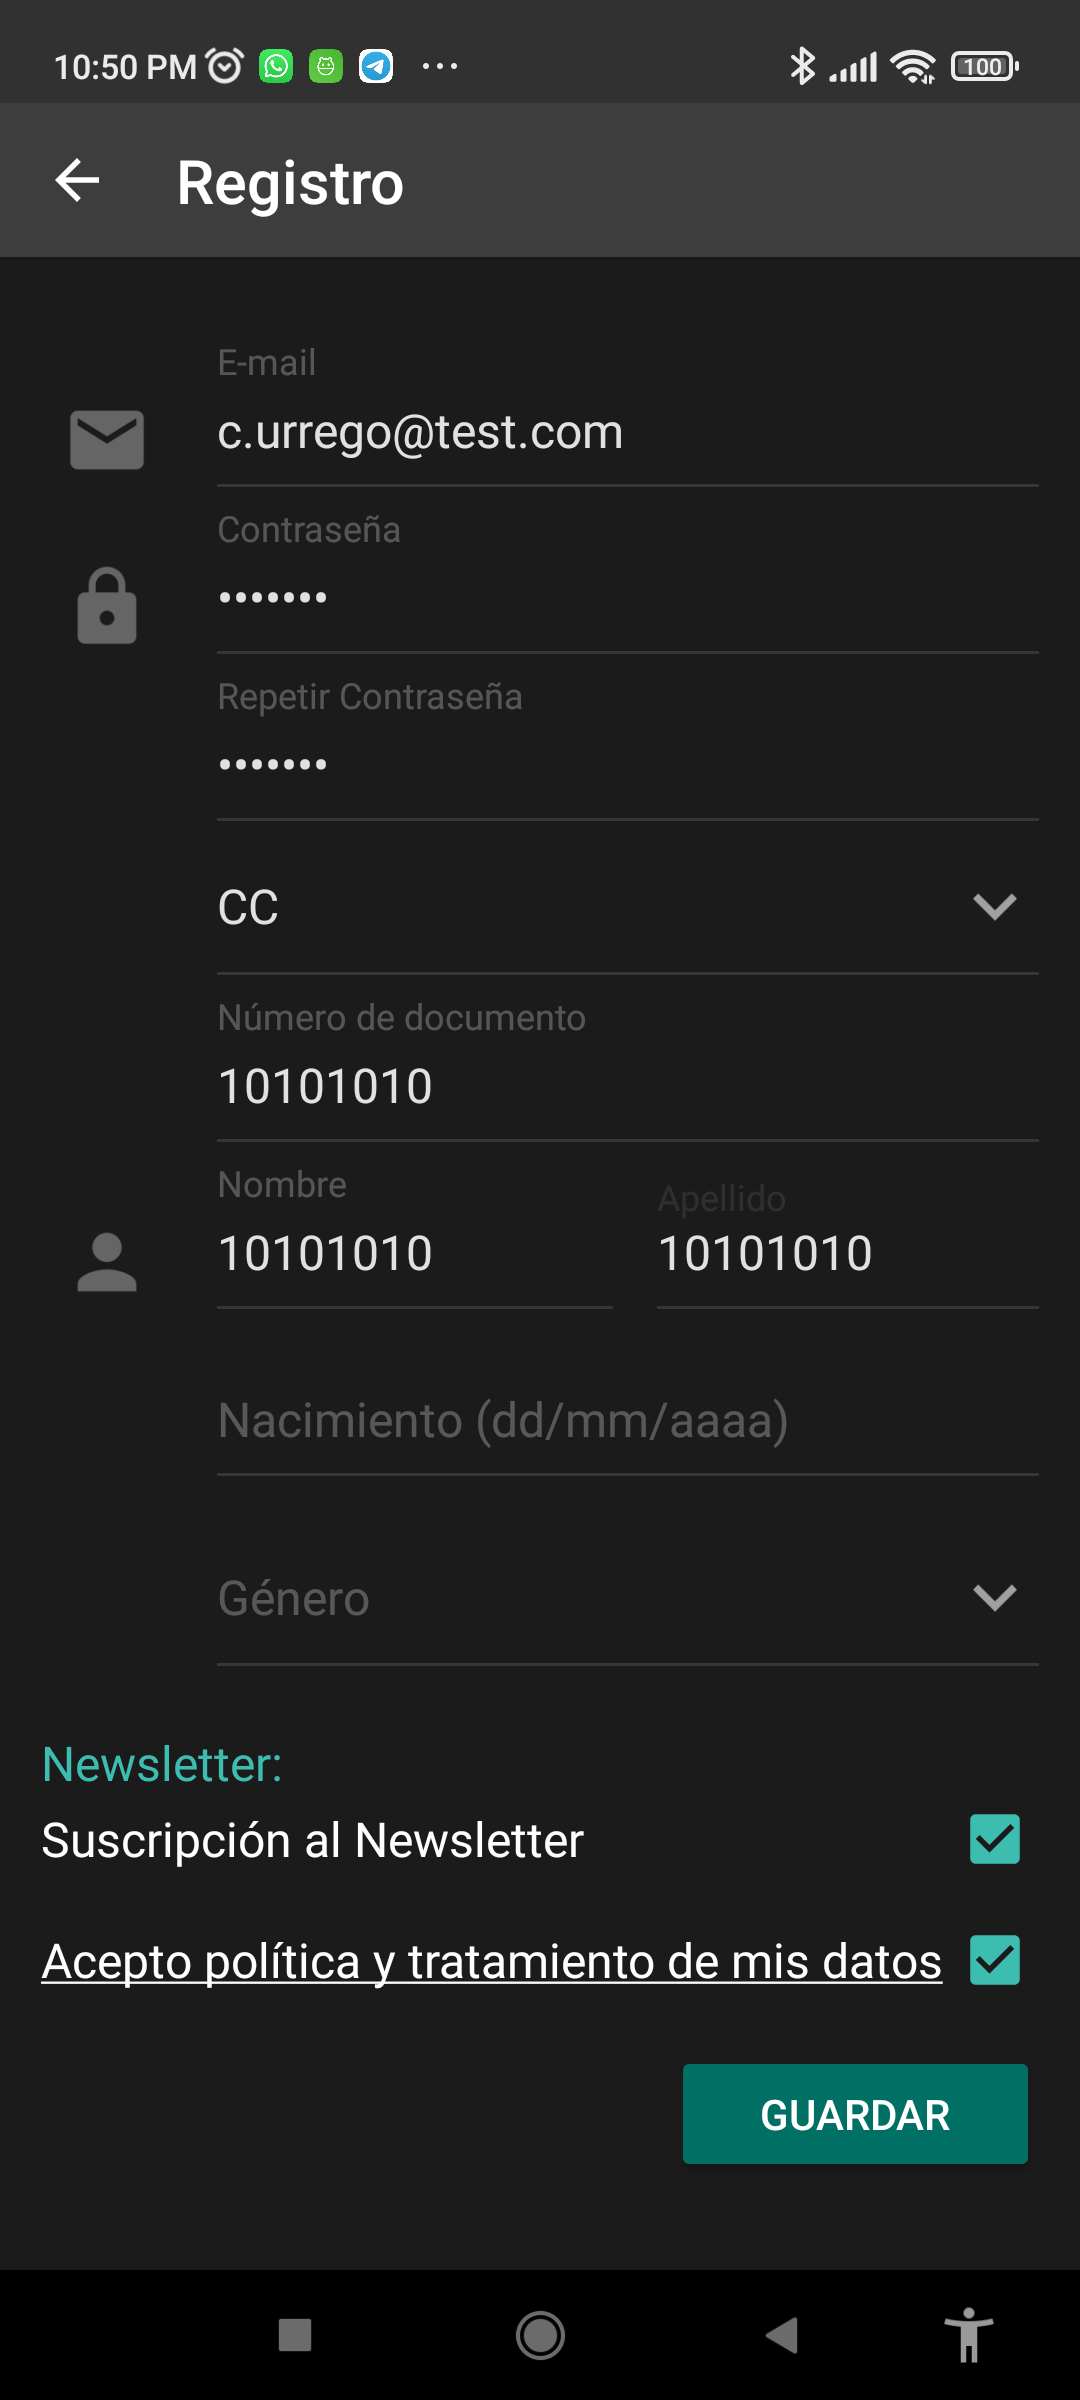 10:50 PM
100
Registro
E-mail
c.urrego@test.com
Contraseña
•••••••
Repetir Contraseña
•••••••
CC
Número de documento
10101010
Nombre
Apellido
10101010
10101010
Nacimiento (dd/mm/aaaa)
Género
Newsletter:
Suscripción al Newsletter
Acepto política y tratamiento de mis datos
GUARDAR